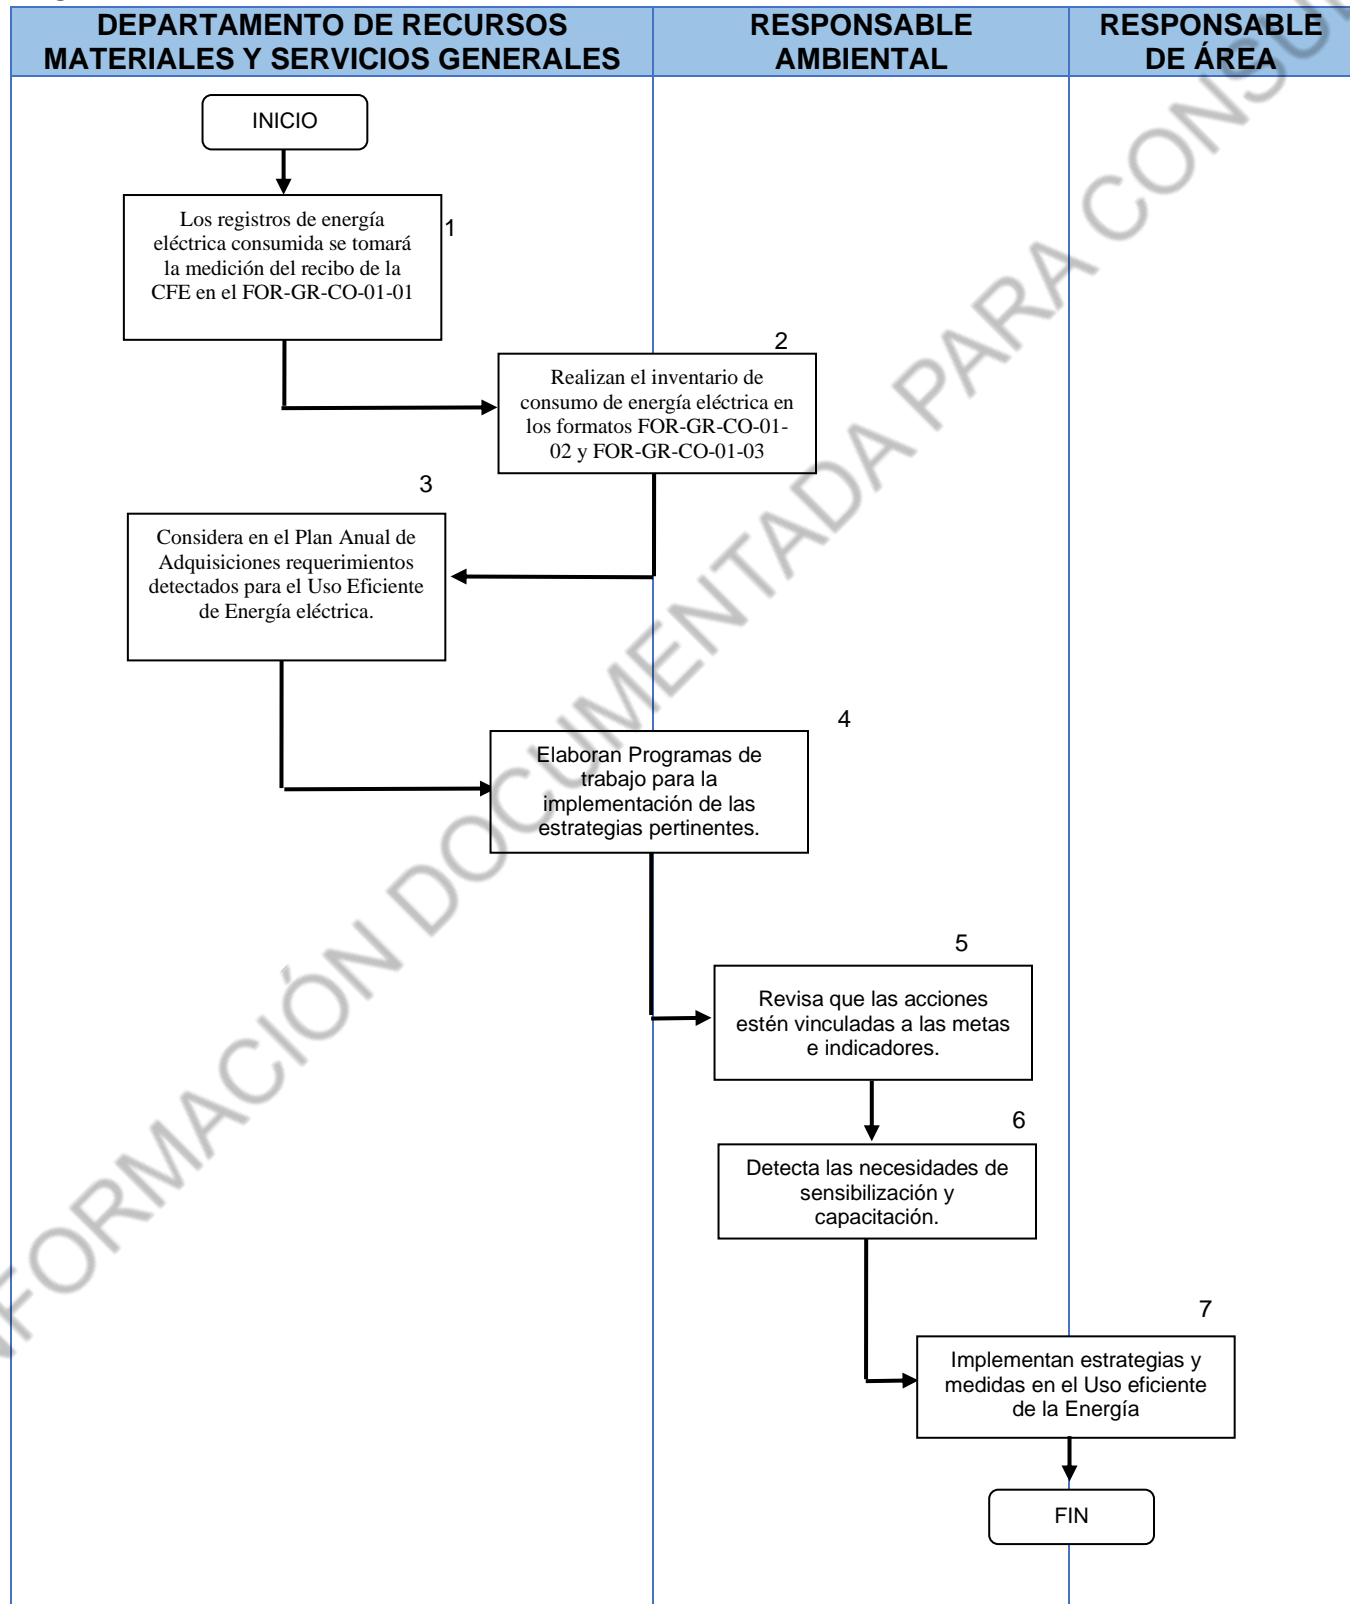 DEPARTAMENTO DE RECURSOS
MATERIALES Y SERVICIOS GENERALES
RESPONSABLE
AMBIENTAL
RESPONSABLE
DE ÁREA
INICIO
1
Los registros de energía
eléctrica consumida se tomará
la medición del recibo de la
CFE en el FOR-GR-CO-01-01
2
Realizan el inventario de
consumo de energía eléctrica en
los formatos FOR-GR-CO-01-
02 y FOR-GR-CO-01-03
3
Considera en el Plan Anual de
Adquisiciones requerimientos
detectados para el Uso Eficiente
de Energía eléctrica.
4
Elaboran Programas de
trabajo para la
implementación de las
estrategias pertinentes.
5
Revisa que las acciones
estén vinculadas a las metas
e indicadores.
6
Detecta las necesidades de
sensibilización y
capacitación.
7
Implementan estrategias y
medidas en el Uso eficiente
de la Energía
FIN
NFORMACIÓN DOCUMENTADA PARA CONSU